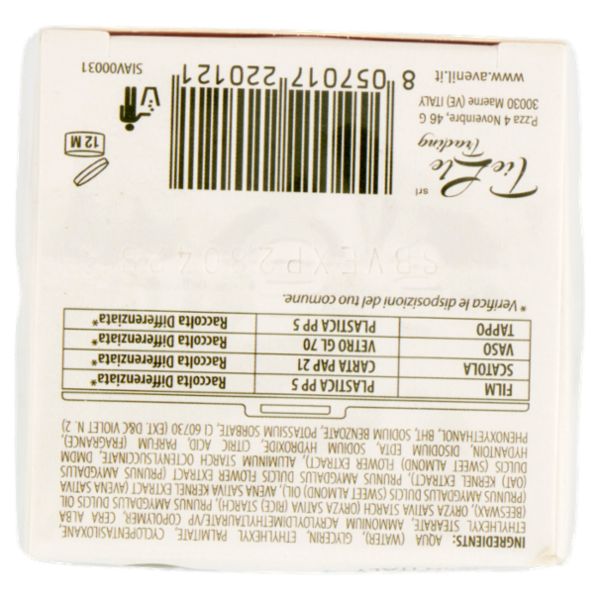 INGREDIENTS: AQUA (WATER), GLYCERIN, ETHYLHEXYL PALMITATE, CYCLOPENTASILOXANE,
ETHYLHEXYL STEARATE, AMMONIUM ACRYLOYLDIMETHYLTAURATE/VP COPOLYMER, CERA ALBA
(BEESWAX), ORYZA SATIVA STARCH (ORYZA SATIVA (RICE) STARCH), PRUNUS AMYGDALUS DULCIS OIL
(PRUNUS AMYGDALUS DULCIS (SWEET ALMOND) OIL), AVENA SATIVA KERNEL EXTRACT (AVENA SATIVA
(OAT) KERNEL EXTRACT), PRUNUS AMYGDALUS DULCIS FLOWER EXTRACT (PRUNUS AMYGDALUS
DULCIS (SWEET ALMOND) FLOWER EXTRACT), ALUMINUM STARCH OCTENYLSUCCINATE, DMDM
HYDANTOIN, DISODIUM EDTA, SODIUM HYDROXIDE, CITRIC ACID, PARFUM (FRAGRANCE),
PHENOXYETHANOL, BHT, SODIUM BENZOATE, POTASSIUM SORBATE, CI 60730 (EXT. D&C VIOLET N. 2)
FILM PLASTICA PP 5 Raccolta Differenziata*
SCATOLA CARTA PAP 21 Raccolta Differenziata*
VASO VETRO GL 70 Raccolta Differenziata*
TAPPO PLASTICA PP 5 Raccolta Differenziata*
* Verifica le disposizioni del tuo comune.
TieLle srl
Trading
P.zza 4 Novembre, 46 G
30030 Maerne (VE) ITALY
www.avenil.it
8 057017 220121
12 M
SIAV00031